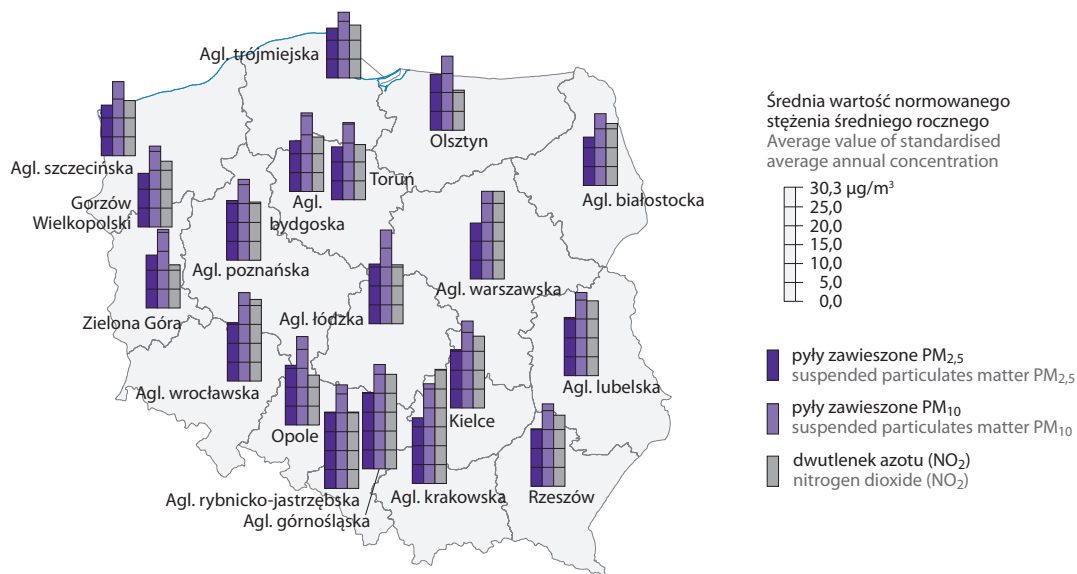 Agl. trójmiejska
Olsztyn
Agl. szczecińska
Gorzów
Wielkopolski
Agl.
bydgoska
Toruń
Agl. białostocka
Agl. poznańska
Agl. warszawska
Zielona Góra
Agl. łódzka
Agl. wrocławska
Agl. lubelska
Opole
Kielce
Agl. rybnicko-jastrzębska
Agl. górnośląska
Agl. krakowska
Rzeszów
Średnia wartość normowanego
stężenia średniego rocznego
Average value of standardised
average annual concentration
30,3 µg/m³
25,0
20,0
15,0
10,0
5,0
0,0
pyły zawieszone PM2,5
suspended particulates matter PM2,5
pyły zawieszone PM10
suspended particulates matter PM10
dwutlenek azotu (NO2)
nitrogen dioxide (NO2)